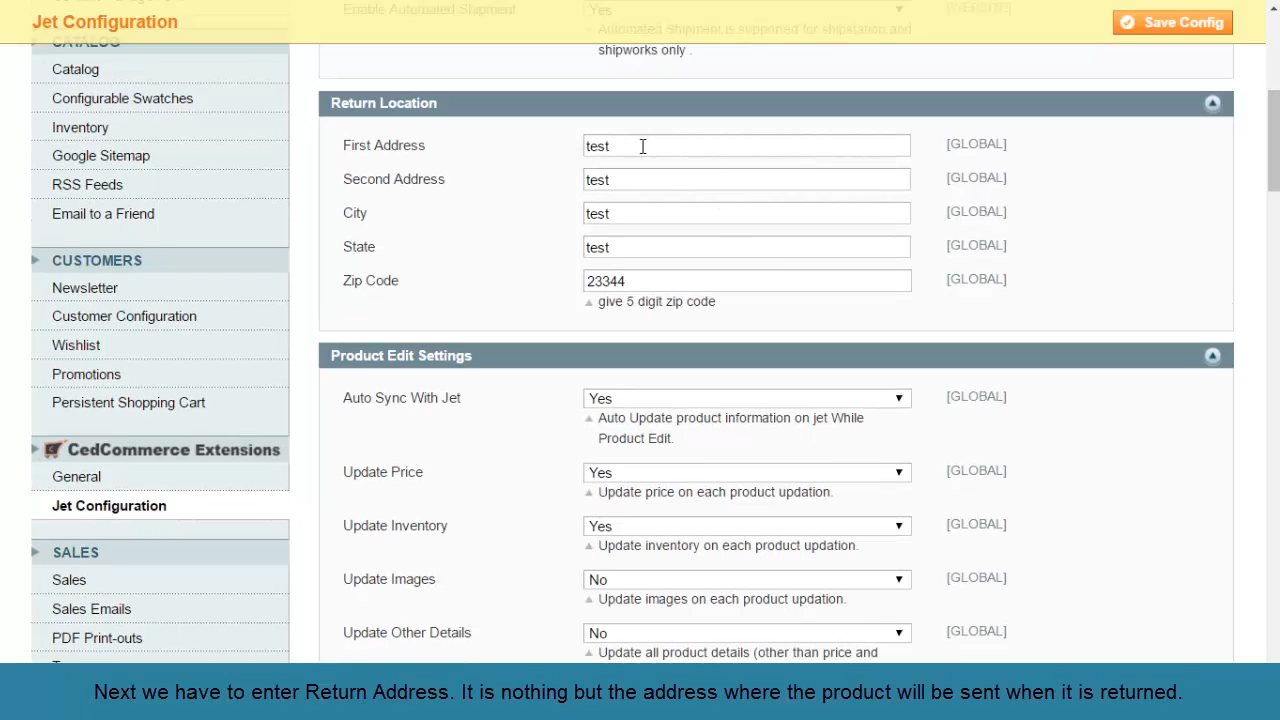 Jet Configuration
Save Config
Enable Automated Shipment
Yes
Automated Shipment is supported for shipstation and
shipworks only .
CATALOG
Catalog
Configurable Swatches
Inventory
Google Sitemap
RSS Feeds
Email to a Friend
CUSTOMERS
Newsletter
Customer Configuration
Wishlist
Promotions
Persistent Shopping Cart
CedCommerce Extensions
General
Jet Configuration
SALES
Sales
Sales Emails
PDF Print-outs
Return Location
First Address test [GLOBAL]
Second Address test [GLOBAL]
City test [GLOBAL]
State test [GLOBAL]
Zip Code 23344 [GLOBAL]
give 5 digit zip code
Product Edit Settings
Auto Sync With Jet Yes [GLOBAL]
Auto Update product information on jet While
Product Edit.
Update Price Yes [GLOBAL]
Update price on each product updation.
Update Inventory Yes [GLOBAL]
Update inventory on each product updation.
Update Images No [GLOBAL]
Update images on each product updation.
Update Other Details No [GLOBAL]
Update all product details (other than price and
Next we have to enter Return Address. It is nothing but the address where the product will be sent when it is returned.